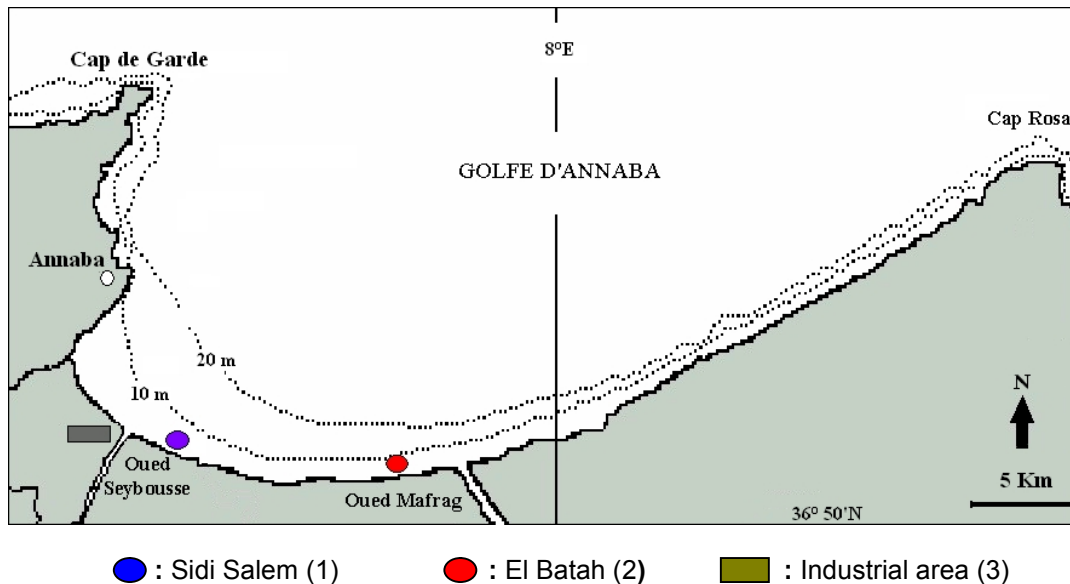 Cap de Garde
8°E
Cap Rosa
GOLFE D'ANNABA
Annaba
20 m
10 m
N
Oued
Seybousse
Oued Mafrag
5 Km
36° 50'N
: Sidi Salem (1)
: El Batah (2)
: Industrial area (3)